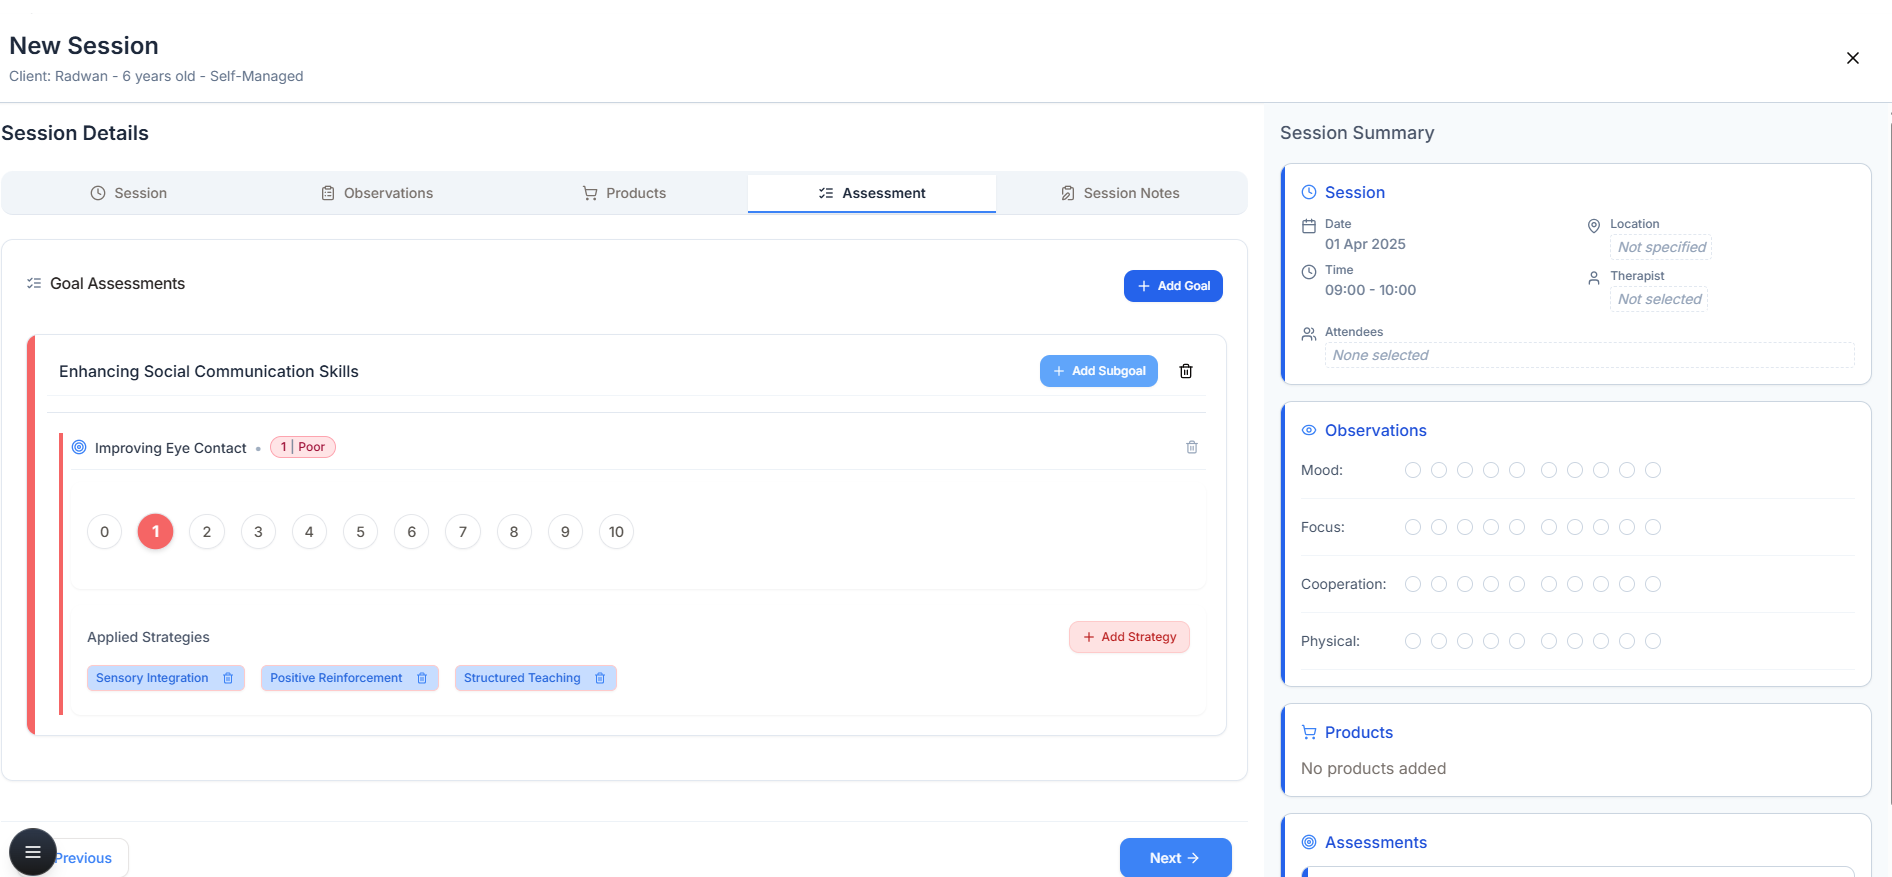 New Session
Client: Radwan - 6 years old - Self-Managed
Session Details
Session
Observations
Products
Assessment
Session Notes
Goal Assessments
Add Goal
Enhancing Social Communication Skills
Add Subgoal
Improving Eye Contact • 1 | Poor
0 1 2 3 4 5 6 7 8 9 10
Applied Strategies
Add Strategy
Sensory Integration
Positive Reinforcement
Structured Teaching
Previous
Next
Session Summary
Session
Date
01 Apr 2025
Location
Not specified
Time
09:00 - 10:00
Therapist
Not selected
Attendees
None selected
Observations
Mood:
Focus:
Cooperation:
Physical:
Products
No products added
Assessments